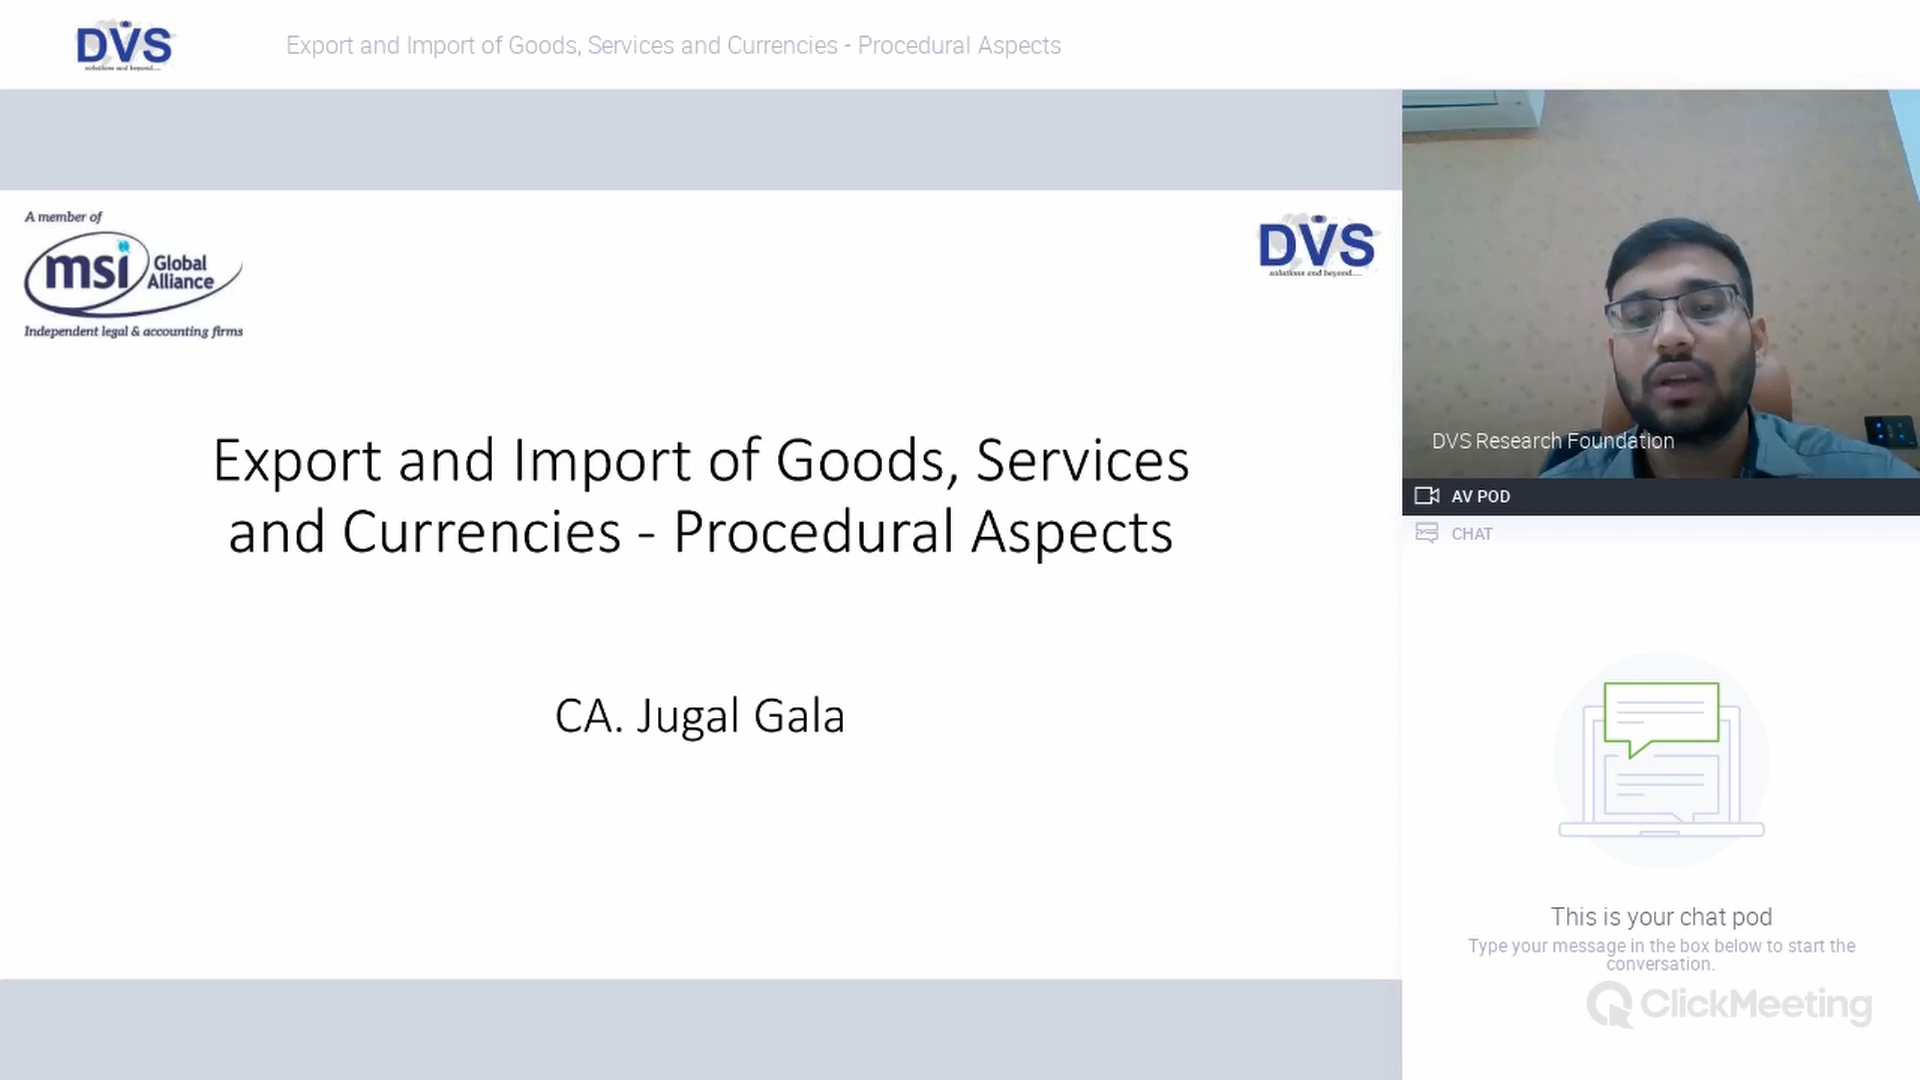 DVS
solutions and beyond....
Export and Import of Goods, Services and Currencies - Procedural Aspects
A member of
msi Global
Alliance
Independent legal & accounting firms
DVS
solutions and beyond....
Export and Import of Goods, Services
and Currencies - Procedural Aspects
CA. Jugal Gala
DVS Research Foundation
AV POD
CHAT
This is your chat pod
Type your message in the box below to start the
conversation.
ClickMeeting